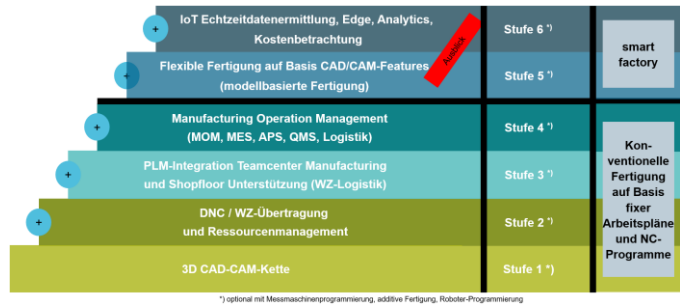 IoT Echtzeitdatenermittlung, Edge, Analytics,
Kostenbetrachtung
Ausblick
Stufe 6 *)
smart
factory
+
Flexible Fertigung auf Basis CAD/CAM-Features
(modellbasierte Fertigung)
Stufe 5 *)
+
Manufacturing Operation Management
(MOM, MES, APS, QMS, Logistik)
Stufe 4 *)
+
Kon-
ventionelle
Fertigung
auf Basis
fixer
Arbeitspläne
und NC-
Programme
PLM-Integration Teamcenter Manufacturing
und Shopfloor Unterstützung (WZ-Logistik)
Stufe 3 *)
+
DNC / WZ-Übertragung
und Ressourcenmanagement
Stufe 2 *)
+
3D CAD-CAM-Kette
Stufe 1 *)
*) optional mit Messmaschinenprogrammierung, additive Fertigung, Roboter-Programmierung